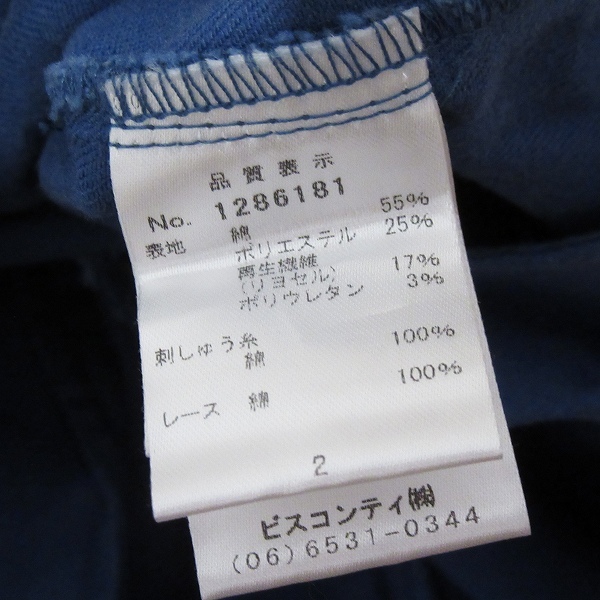 品質表示
No. 1286181
表地 綿 55%
ポリエステル 25%
再生繊維
(リヨセル) 17%
ポリウレタン 3%
刺しゅう糸
綿 100%
レース 綿 100%
2
ビスコンティ㈱
(06)6531-0344